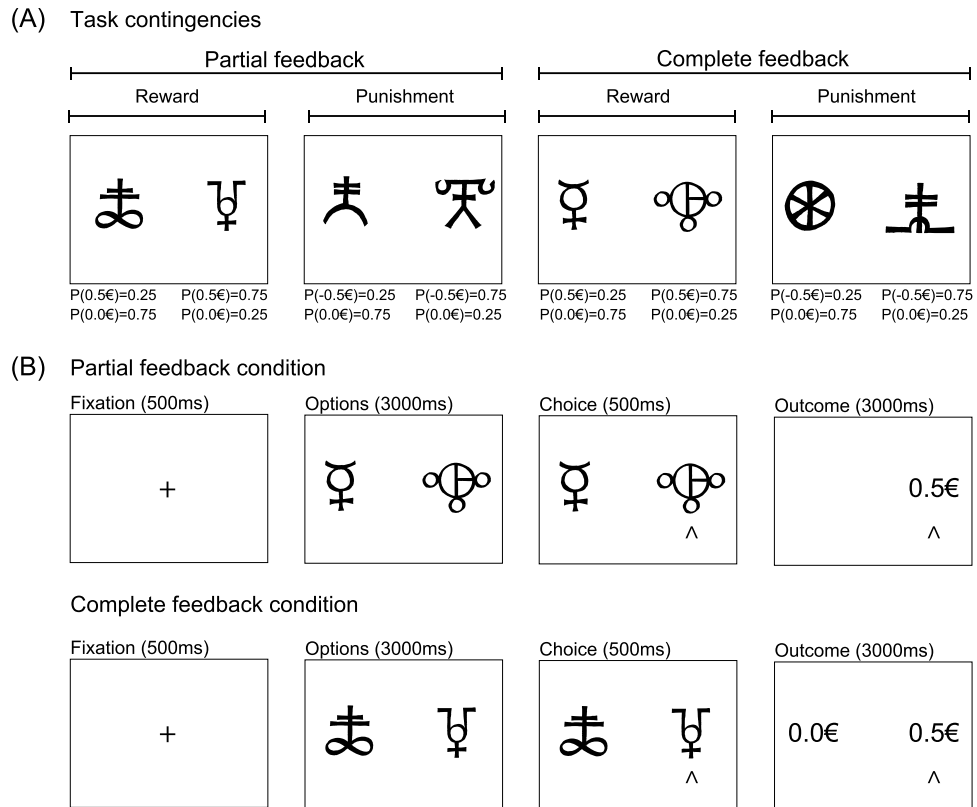 (A) Task contingencies
Partial feedback Complete feedback
Reward Punishment Reward Punishment
P(0.5€)=0.25 P(0.5€)=0.75 P(-0.5€)=0.25 P(-0.5€)=0.75 P(0.5€)=0.25 P(0.5€)=0.75 P(-0.5€)=0.25 P(-0.5€)=0.75
P(0.0€)=0.75 P(0.0€)=0.25 P(0.0€)=0.75 P(0.0€)=0.25 P(0.0€)=0.75 P(0.0€)=0.25 P(0.0€)=0.75 P(0.0€)=0.25
(B) Partial feedback condition
Fixation (500ms) Options (3000ms) Choice (500ms) Outcome (3000ms)
+ 0.5€
^ ^
Complete feedback condition
Fixation (500ms) Options (3000ms) Choice (500ms) Outcome (3000ms)
+ 0.0€ 0.5€
^ ^